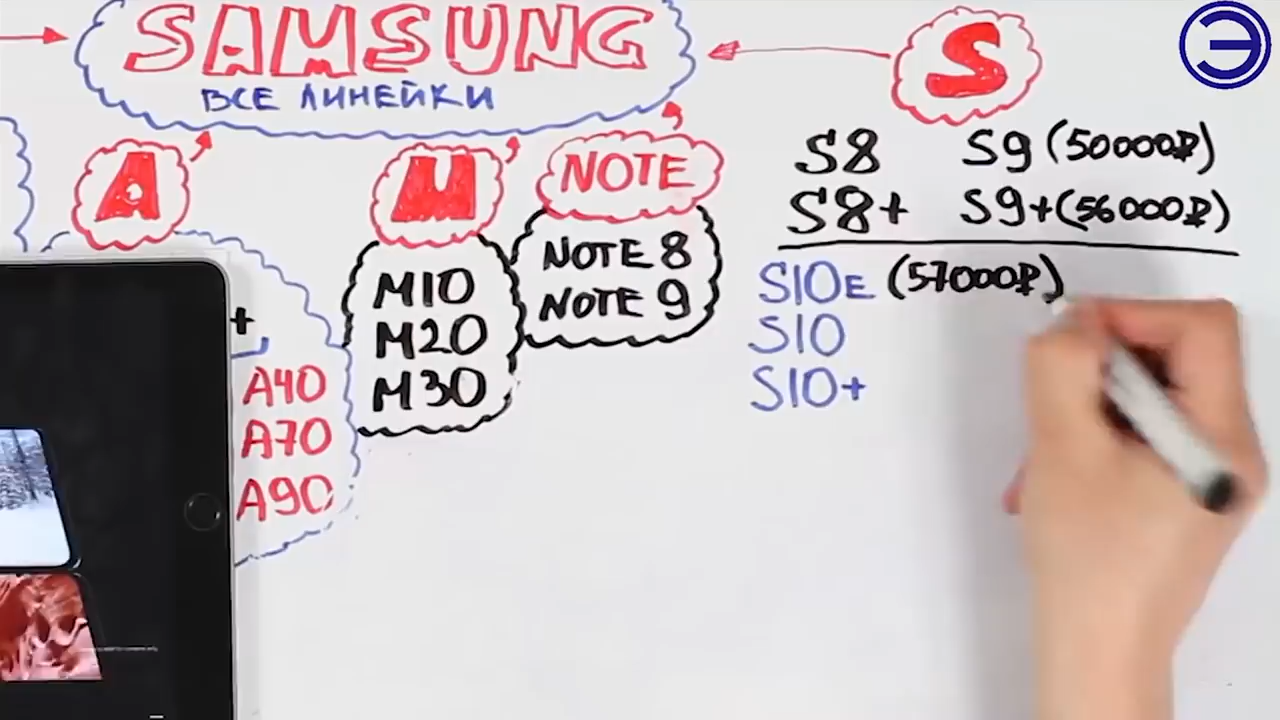 SAMSUNG
ВСЕ ЛИНЕЙКИ
S
Э
A
M
NOTE
S8 S9 (50000₽)
S8+ S9+ (56000₽)
S10E (57000₽)
S10
S10+
NOTE 8
NOTE 9
M10
M20
M30
+
A40
A70
A90